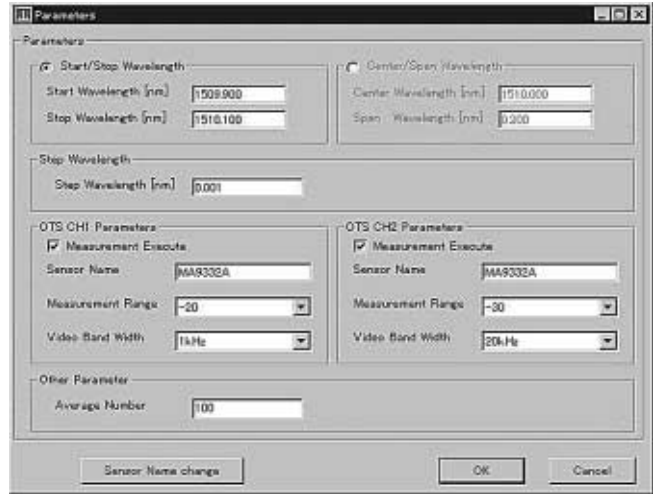 Parameters
Parameters
Start/Stop Wavelength
Start Wavelength [nm] 1509.900
Stop Wavelength [nm] 1510.100
Center/Span Wavelength
Center Wavelength [nm] 1510.000
Span Wavelength [nm] 0.200
Step Wavelength
Step Wavelength [nm] 0.001
OTS CH1 Parameters
Measurement Execute
Sensor Name MA9332A
Measurement Range -20
Video Band Width 1kHz
OTS CH2 Parameters
Measurement Execute
Sensor Name MA9332A
Measurement Range -30
Video Band Width 20kHz
Other Parameter
Average Number 100
Sensor Name change
OK
Cancel